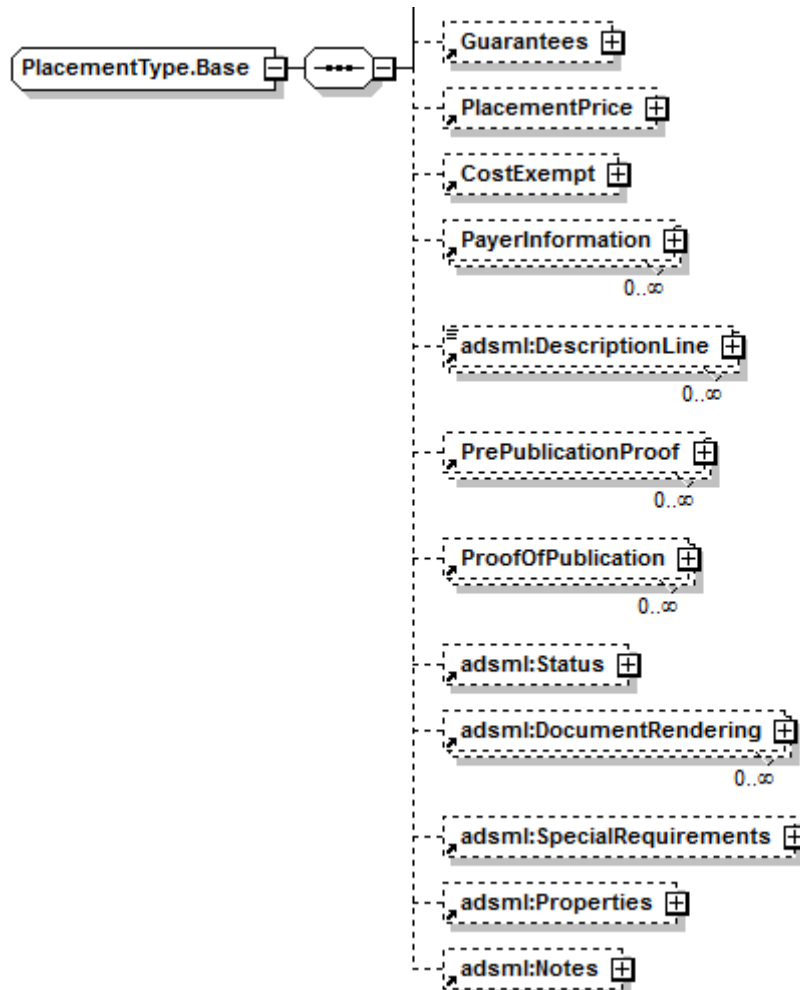 Guarantees
PlacementType.Base
PlacementPrice
CostExempt
PayerInformation
0..∞
adsml:DescriptionLine
0..∞
PrePublicationProof
0..∞
ProofOfPublication
0..∞
adsml:Status
adsml:DocumentRendering
0..∞
adsml:SpecialRequirements
adsml:Properties
adsml:Notes